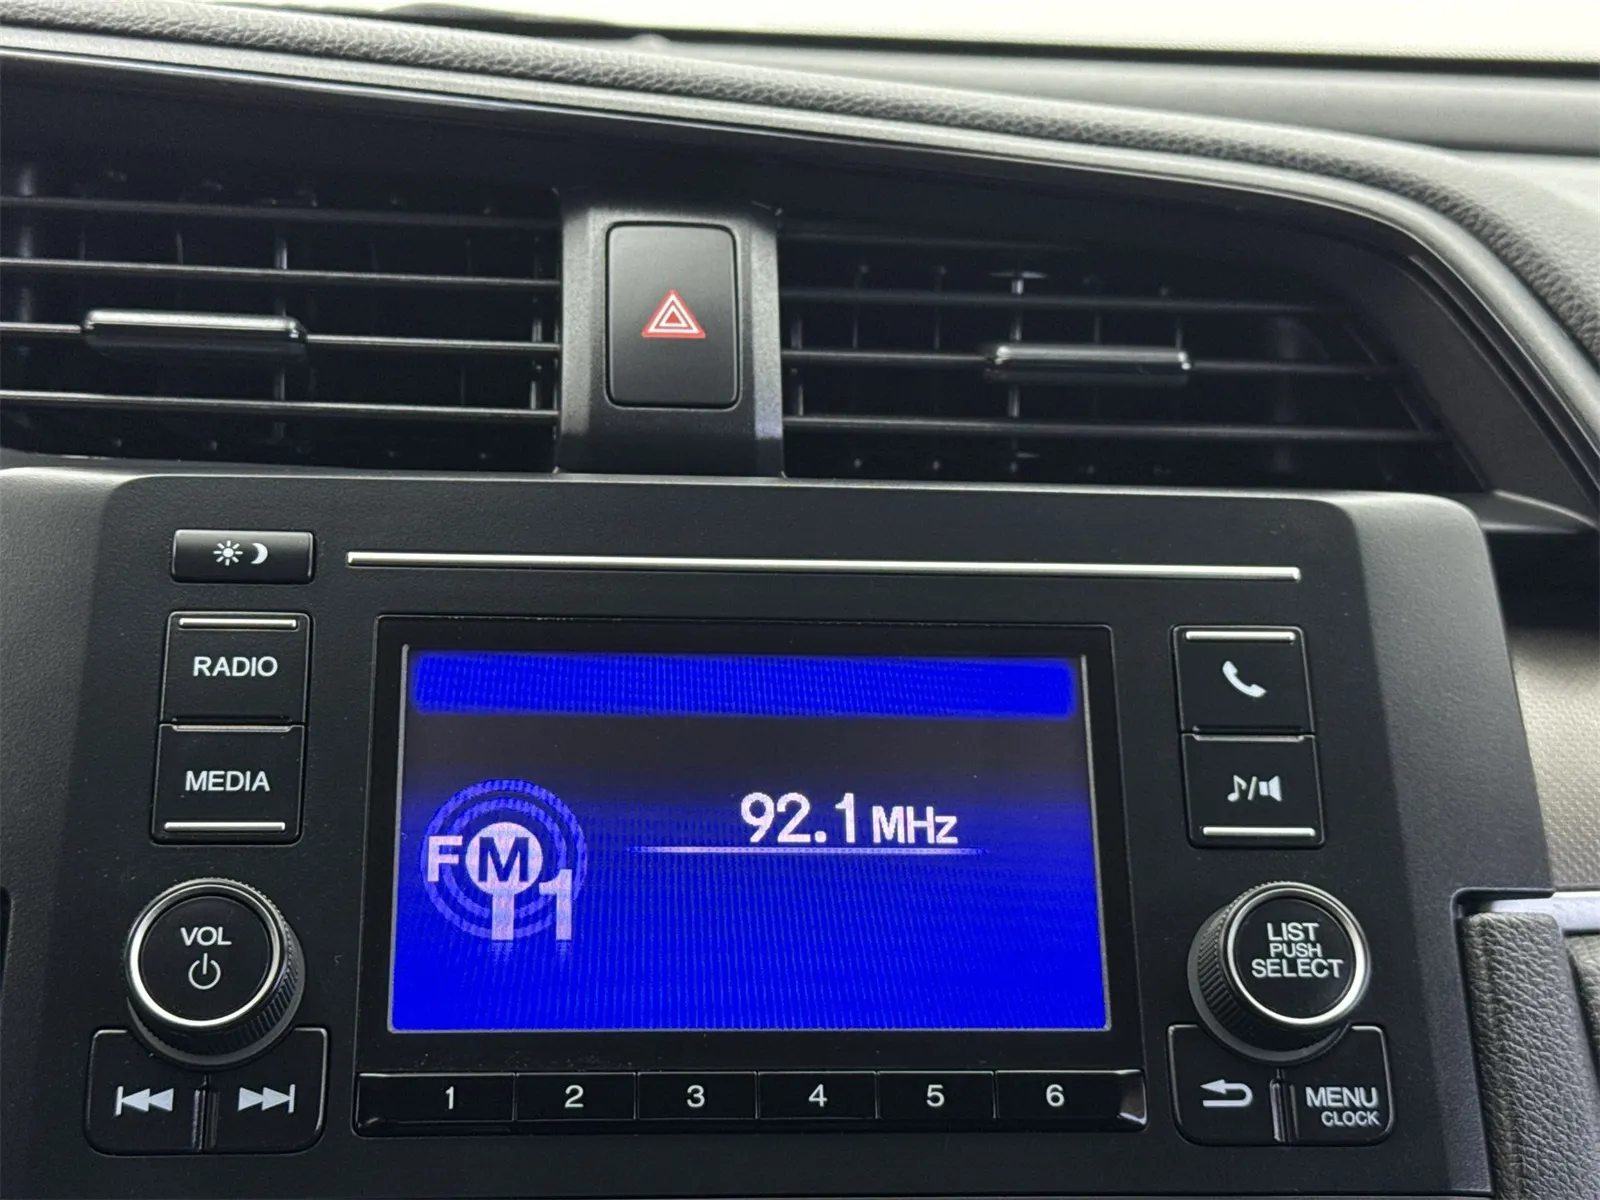 RADIO
MEDIA
92.1 MHz
FM
1
VOL
LIST
PUSH
SELECT
1 2 3 4 5 6
MENU
CLOCK